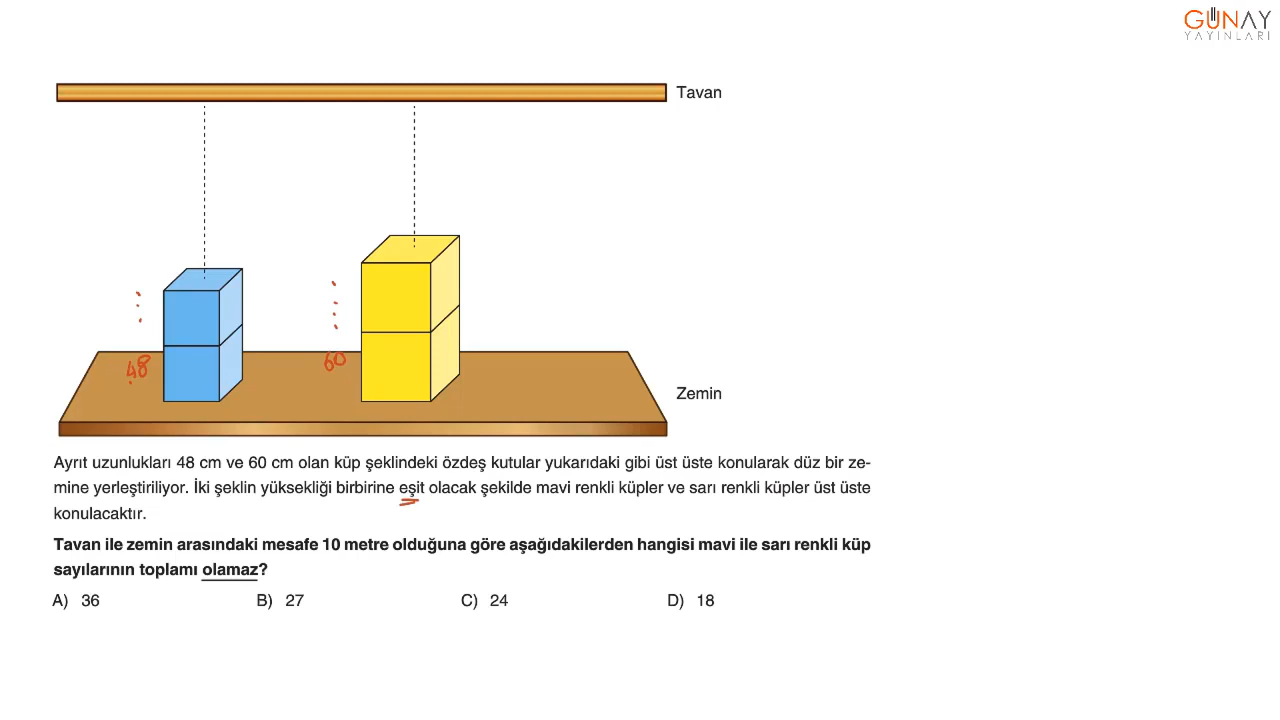 GÜNAY
YAYINLARI
Tavan
48
60
Zemin
Ayrıt uzunlukları 48 cm ve 60 cm olan küp şeklindeki özdeş kutular yukarıdaki gibi üst üste konularak düz bir ze-
mine yerleştiriliyor. İki şeklin yüksekliği birbirine eşit olacak şekilde mavi renkli küpler ve sarı renkli küpler üst üste
konulacaktır.
Tavan ile zemin arasındaki mesafe 10 metre olduğuna göre aşağıdakilerden hangisi mavi ile sarı renkli küp
sayılarının toplamı olamaz?
A) 36 B) 27 C) 24 D) 18